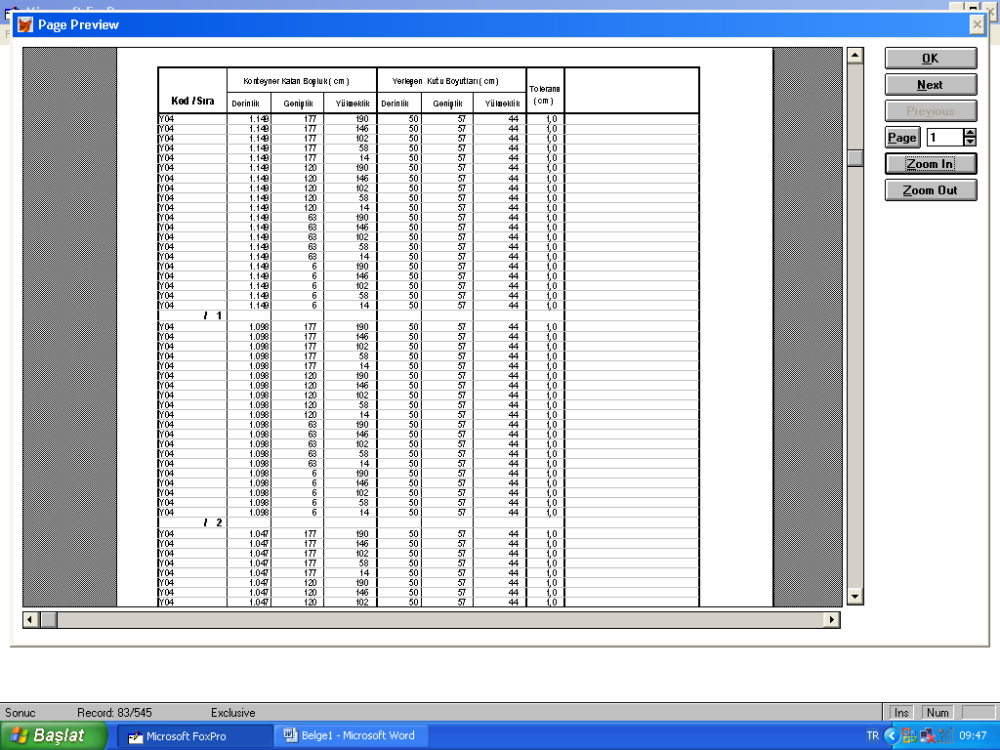 Page Preview
OK
Next
Previous
Page 1
Zoom In
Zoom Out
Konteyner Kalan Boşluk ( cm ) Yerleşen Kutu Boyutları ( cm ) Tolerans ( cm )
Kod / Sıra Derinlik Genişlik Yükseklik Derinlik Genişlik Yükseklik
Y04 1.149 177 190 50 57 44 1,0
Y04 1.149 177 146 50 57 44 1,0
Y04 1.149 177 102 50 57 44 1,0
Y04 1.149 177 58 50 57 44 1,0
Y04 1.149 177 14 50 57 44 1,0
Y04 1.149 120 190 50 57 44 1,0
Y04 1.149 120 146 50 57 44 1,0
Y04 1.149 120 102 50 57 44 1,0
Y04 1.149 120 58 50 57 44 1,0
Y04 1.149 120 14 50 57 44 1,0
Y04 1.149 63 190 50 57 44 1,0
Y04 1.149 63 146 50 57 44 1,0
Y04 1.149 63 102 50 57 44 1,0
Y04 1.149 63 58 50 57 44 1,0
Y04 1.149 63 14 50 57 44 1,0
Y04 1.149 6 190 50 57 44 1,0
Y04 1.149 6 146 50 57 44 1,0
Y04 1.149 6 102 50 57 44 1,0
Y04 1.149 6 58 50 57 44 1,0
Y04 1.149 6 14 50 57 44 1,0
/ 1
Y04 1.098 177 190 50 57 44 1,0
Y04 1.098 177 146 50 57 44 1,0
Y04 1.098 177 102 50 57 44 1,0
Y04 1.098 177 58 50 57 44 1,0
Y04 1.098 177 14 50 57 44 1,0
Y04 1.098 120 190 50 57 44 1,0
Y04 1.098 120 146 50 57 44 1,0
Y04 1.098 120 102 50 57 44 1,0
Y04 1.098 120 58 50 57 44 1,0
Y04 1.098 120 14 50 57 44 1,0
Y04 1.098 63 190 50 57 44 1,0
Y04 1.098 63 146 50 57 44 1,0
Y04 1.098 63 102 50 57 44 1,0
Y04 1.098 63 58 50 57 44 1,0
Y04 1.098 63 14 50 57 44 1,0
Y04 1.098 6 190 50 57 44 1,0
Y04 1.098 6 146 50 57 44 1,0
Y04 1.098 6 102 50 57 44 1,0
Y04 1.098 6 58 50 57 44 1,0
Y04 1.098 6 14 50 57 44 1,0
/ 2
Y04 1.047 177 190 50 57 44 1,0
Y04 1.047 177 146 50 57 44 1,0
Y04 1.047 177 102 50 57 44 1,0
Y04 1.047 177 58 50 57 44 1,0
Y04 1.047 177 14 50 57 44 1,0
Y04 1.047 120 190 50 57 44 1,0
Y04 1.047 120 146 50 57 44 1,0
Y04 1.047 120 102 50 57 44 1,0
Sonuc Record: 83/545 Exclusive Ins Num
Başlat Microsoft FoxPro Belge1 - Microsoft Word TR 09:47